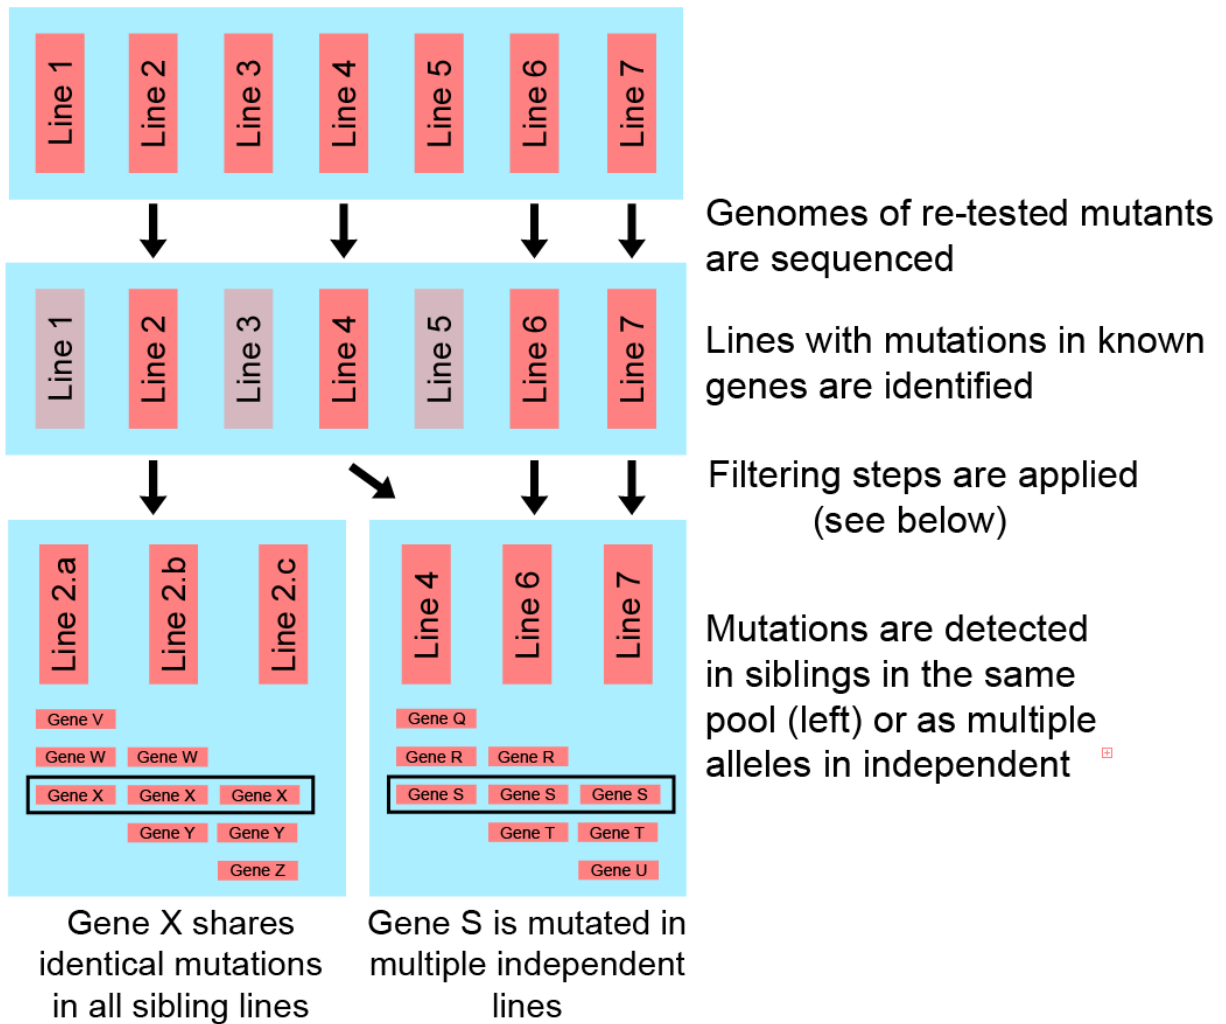 Line 1
Line 2
Line 3
Line 4
Line 5
Line 6
Line 7
Genomes of re-tested mutants
are sequenced
Line 1
Line 2
Line 3
Line 4
Line 5
Line 6
Line 7
Lines with mutations in known
genes are identified
Filtering steps are applied
(see below)
Line 2.a
Line 2.b
Line 2.c
Gene V
Gene W Gene W
Gene X Gene X Gene X
Gene Y Gene Y
Gene Z
Gene X shares
identical mutations
in all sibling lines
Line 4
Line 6
Line 7
Gene Q
Gene R Gene R
Gene S Gene S Gene S
Gene T Gene T
Gene U
Gene S is mutated in
multiple independent
lines
Mutations are detected
in siblings in the same
pool (left) or as multiple
alleles in independent